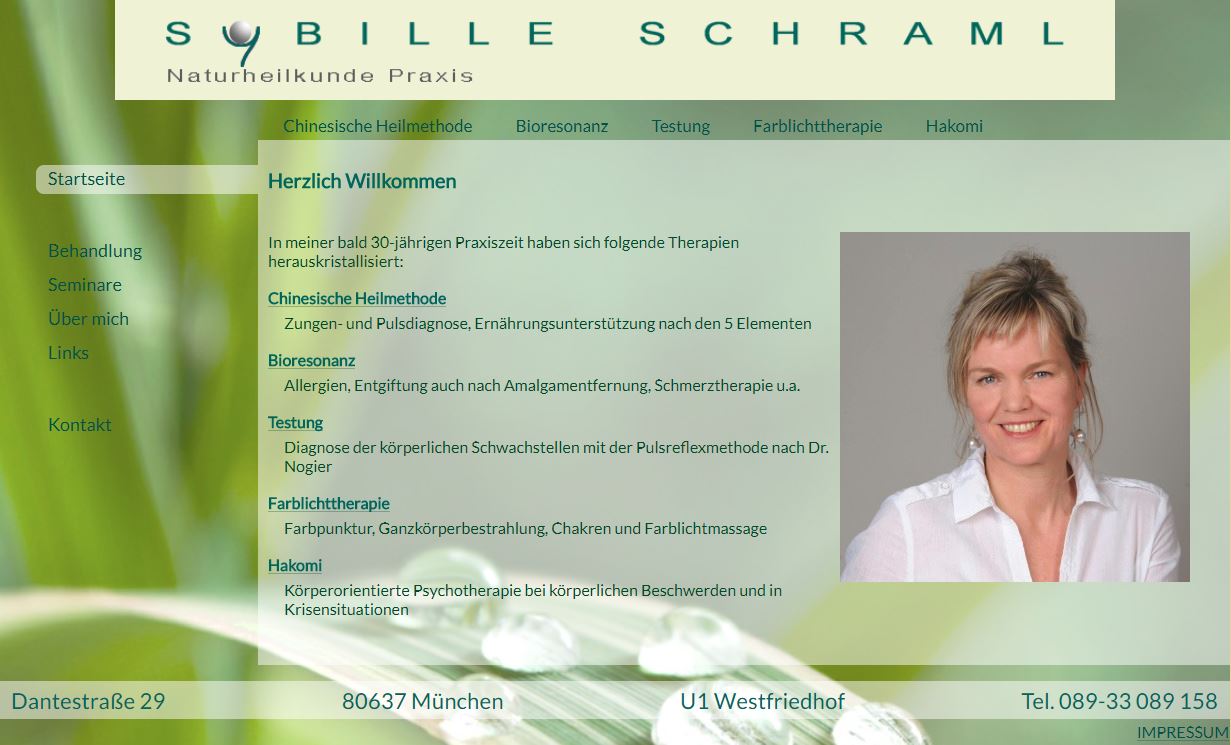 SYBILLE SCHRAML
Naturheilkunde Praxis
Chinesische Heilmethode Bioresonanz Testung Farblichttherapie Hakomi
Startseite
Behandlung
Seminare
Über mich
Links
Kontakt
Herzlich Willkommen
In meiner bald 30-jährigen Praxiszeit haben sich folgende Therapien
herauskristallisiert:
Chinesische Heilmethode
Zungen- und Pulsdiagnose, Ernährungsunterstützung nach den 5 Elementen
Bioresonanz
Allergien, Entgiftung auch nach Amalgamentfernung, Schmerztherapie u.a.
Testung
Diagnose der körperlichen Schwachstellen mit der Pulsreflexmethode nach Dr.
Nogier
Farblichttherapie
Farbpunktur, Ganzkörperbestrahlung, Chakren und Farblichtmassage
Hakomi
Körperorientierte Psychotherapie bei körperlichen Beschwerden und in
Krisensituationen
Dantestraße 29 80637 München U1 Westfriedhof Tel. 089-33 089 158
IMPRESSUM